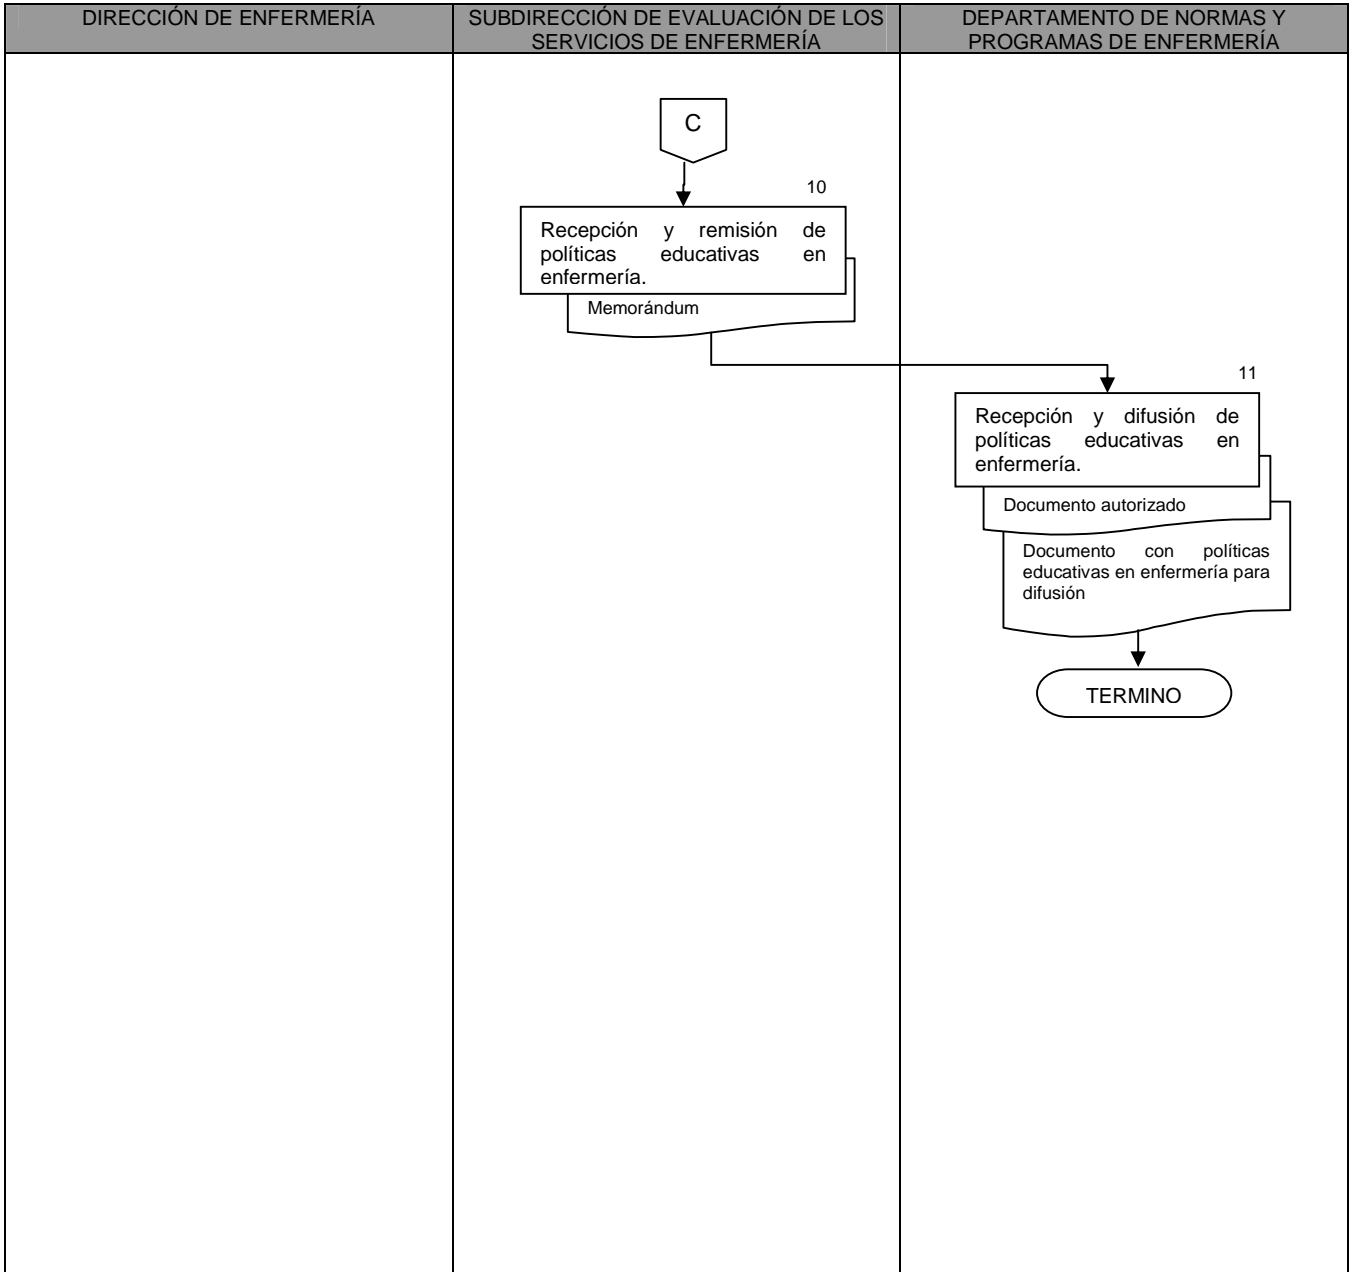 DIRECCIÓN DE ENFERMERÍA
SUBDIRECCIÓN DE EVALUACIÓN DE LOS
SERVICIOS DE ENFERMERÍA
DEPARTAMENTO DE NORMAS Y
PROGRAMAS DE ENFERMERÍA
C
10
Recepción y remisión de
políticas educativas en
enfermería.
Memorándum
11
Recepción y difusión de
políticas educativas en
enfermería.
Documento autorizado
Documento con políticas
educativas en enfermería para
difusión
TERMINO